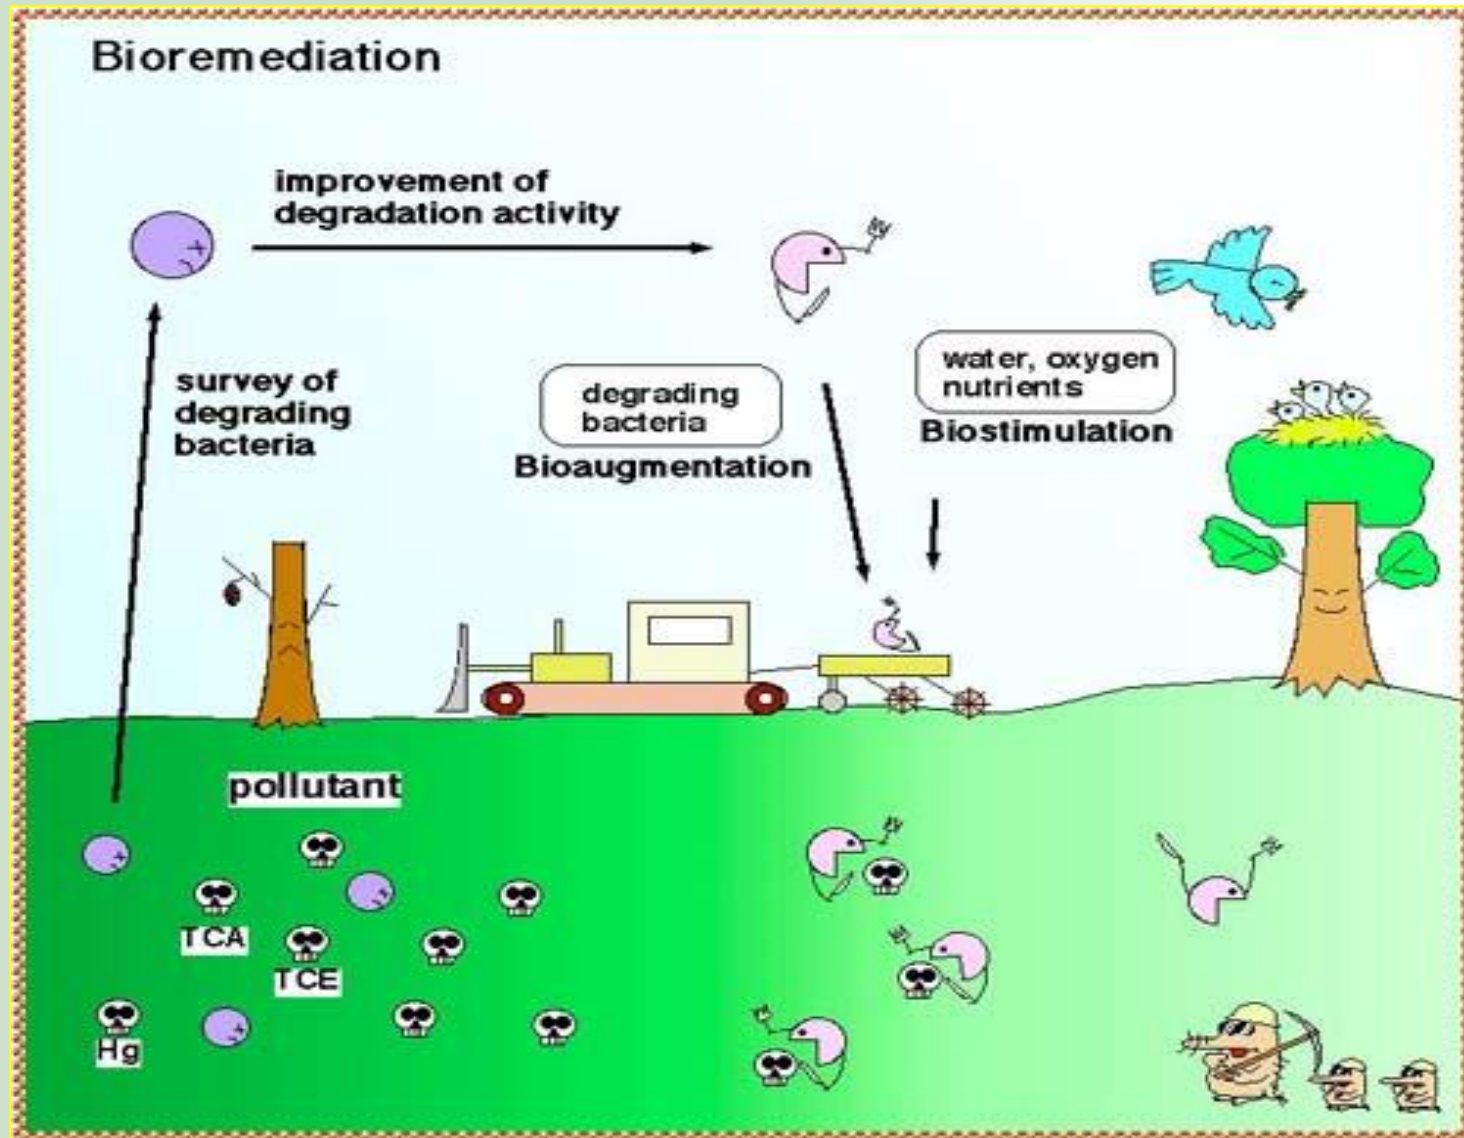 Bioremediation
improvement of
degradation activity
survey of
degrading
bacteria
degrading
bacteria
Bioaugmentation
water, oxygen
nutrients
Biostimulation
pollutant
TCA
TCE
Hg